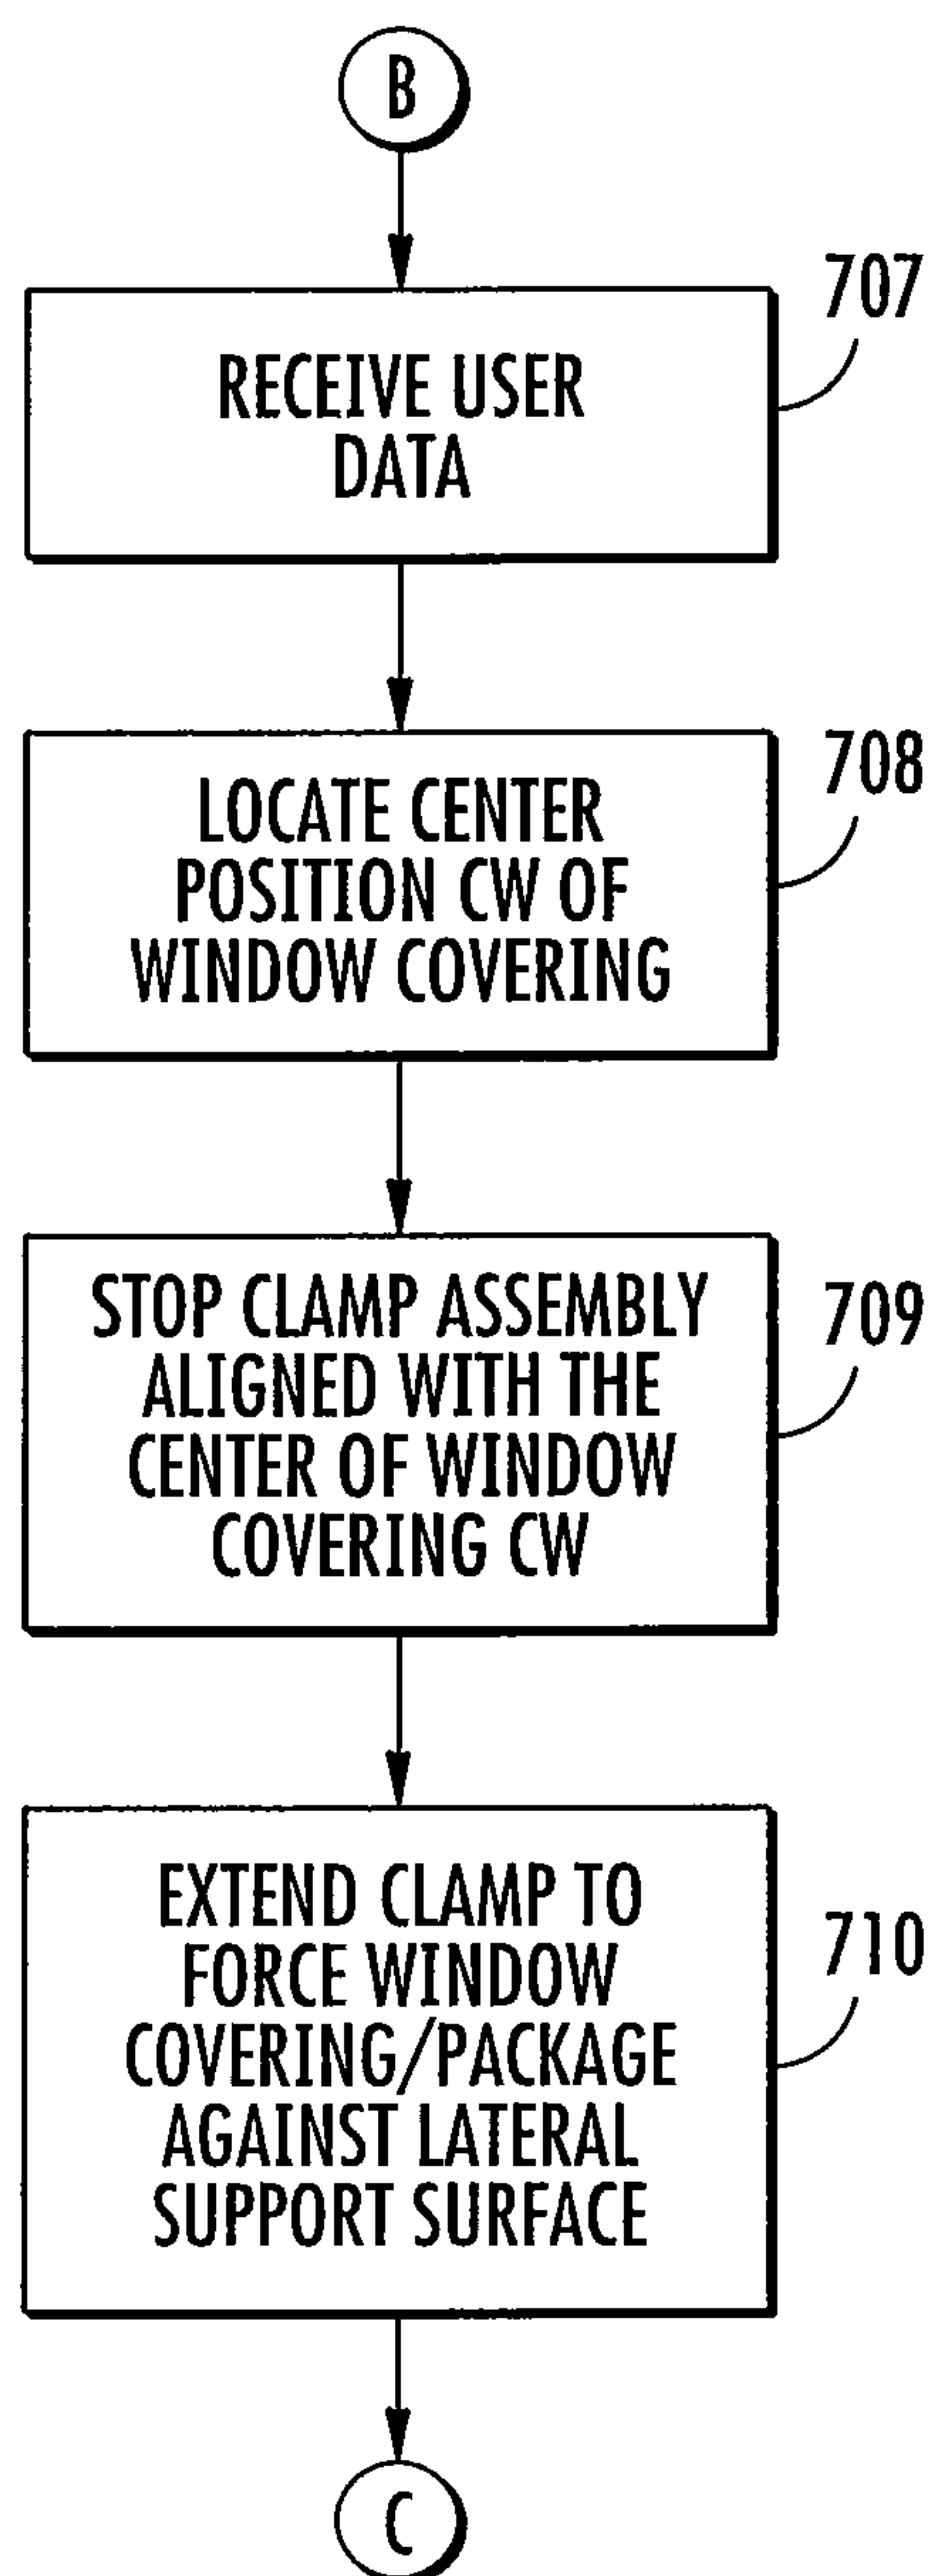 B
707
RECEIVE USER
DATA
708
LOCATE CENTER
POSITION CW OF
WINDOW COVERING
709
STOP CLAMP ASSEMBLY
ALIGNED WITH THE
CENTER OF WINDOW
COVERING CW
710
EXTEND CLAMP TO
FORCE WINDOW
COVERING/PACKAGE
AGAINST LATERAL
SUPPORT SURFACE
C